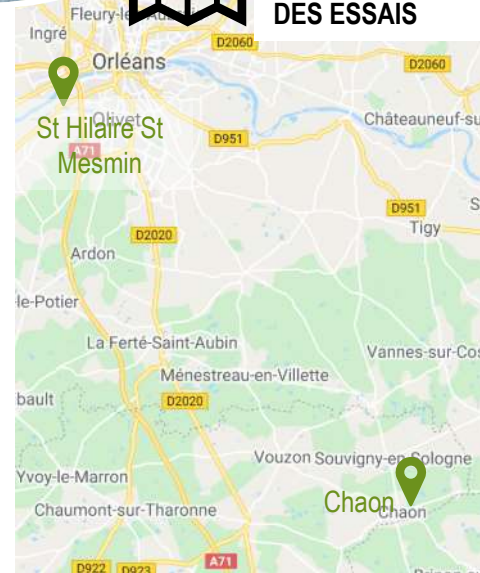 DES ESSAIS
Fleury-le
Ingré
D2060
Orléans
D2060
Olivet
St Hilaire St
Mesmin
Châteauneuf-su
D951
A71
D951
S
Tigy
D2020
Ardon
-le-Potier
La Ferté-Saint-Aubin
Vannes-sur-Cos
Ménestreau-en-Villette
bault
D2020
Vouzon
Souvigny-en-Sologne
Yvoy-le-Marron
Chaon
Chaon
Chaumont-sur-Tharonne
A71
D922
D923